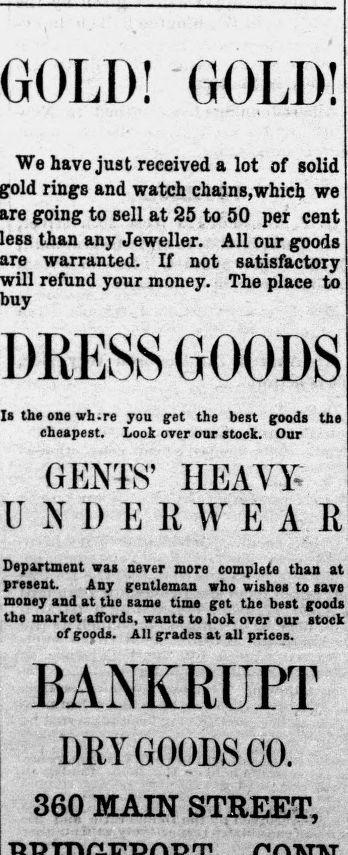 GOLD! GOLD!
We have just received a lot of solid
gold rings and watch chains,which we
are going to sell at 25 to 50 per cent
less than any Jeweller. All our goods
are warranted. If not satisfactory
will refund your money. The place to
buy
DRESS GOODS
Is the one where you get the best goods the
cheapest. Look over our stock. Our
GENTS' HEAVY
UNDERWEAR
Department was never more complete than at
present. Any gentleman who wishes to save
money and at the same time get the best goods
the market affords, wants to look over our stock
of goods. All grades at all prices.
BANKRUPT
DRY GOODS CO.
360 MAIN STREET,
BRIDGEPORT CONN